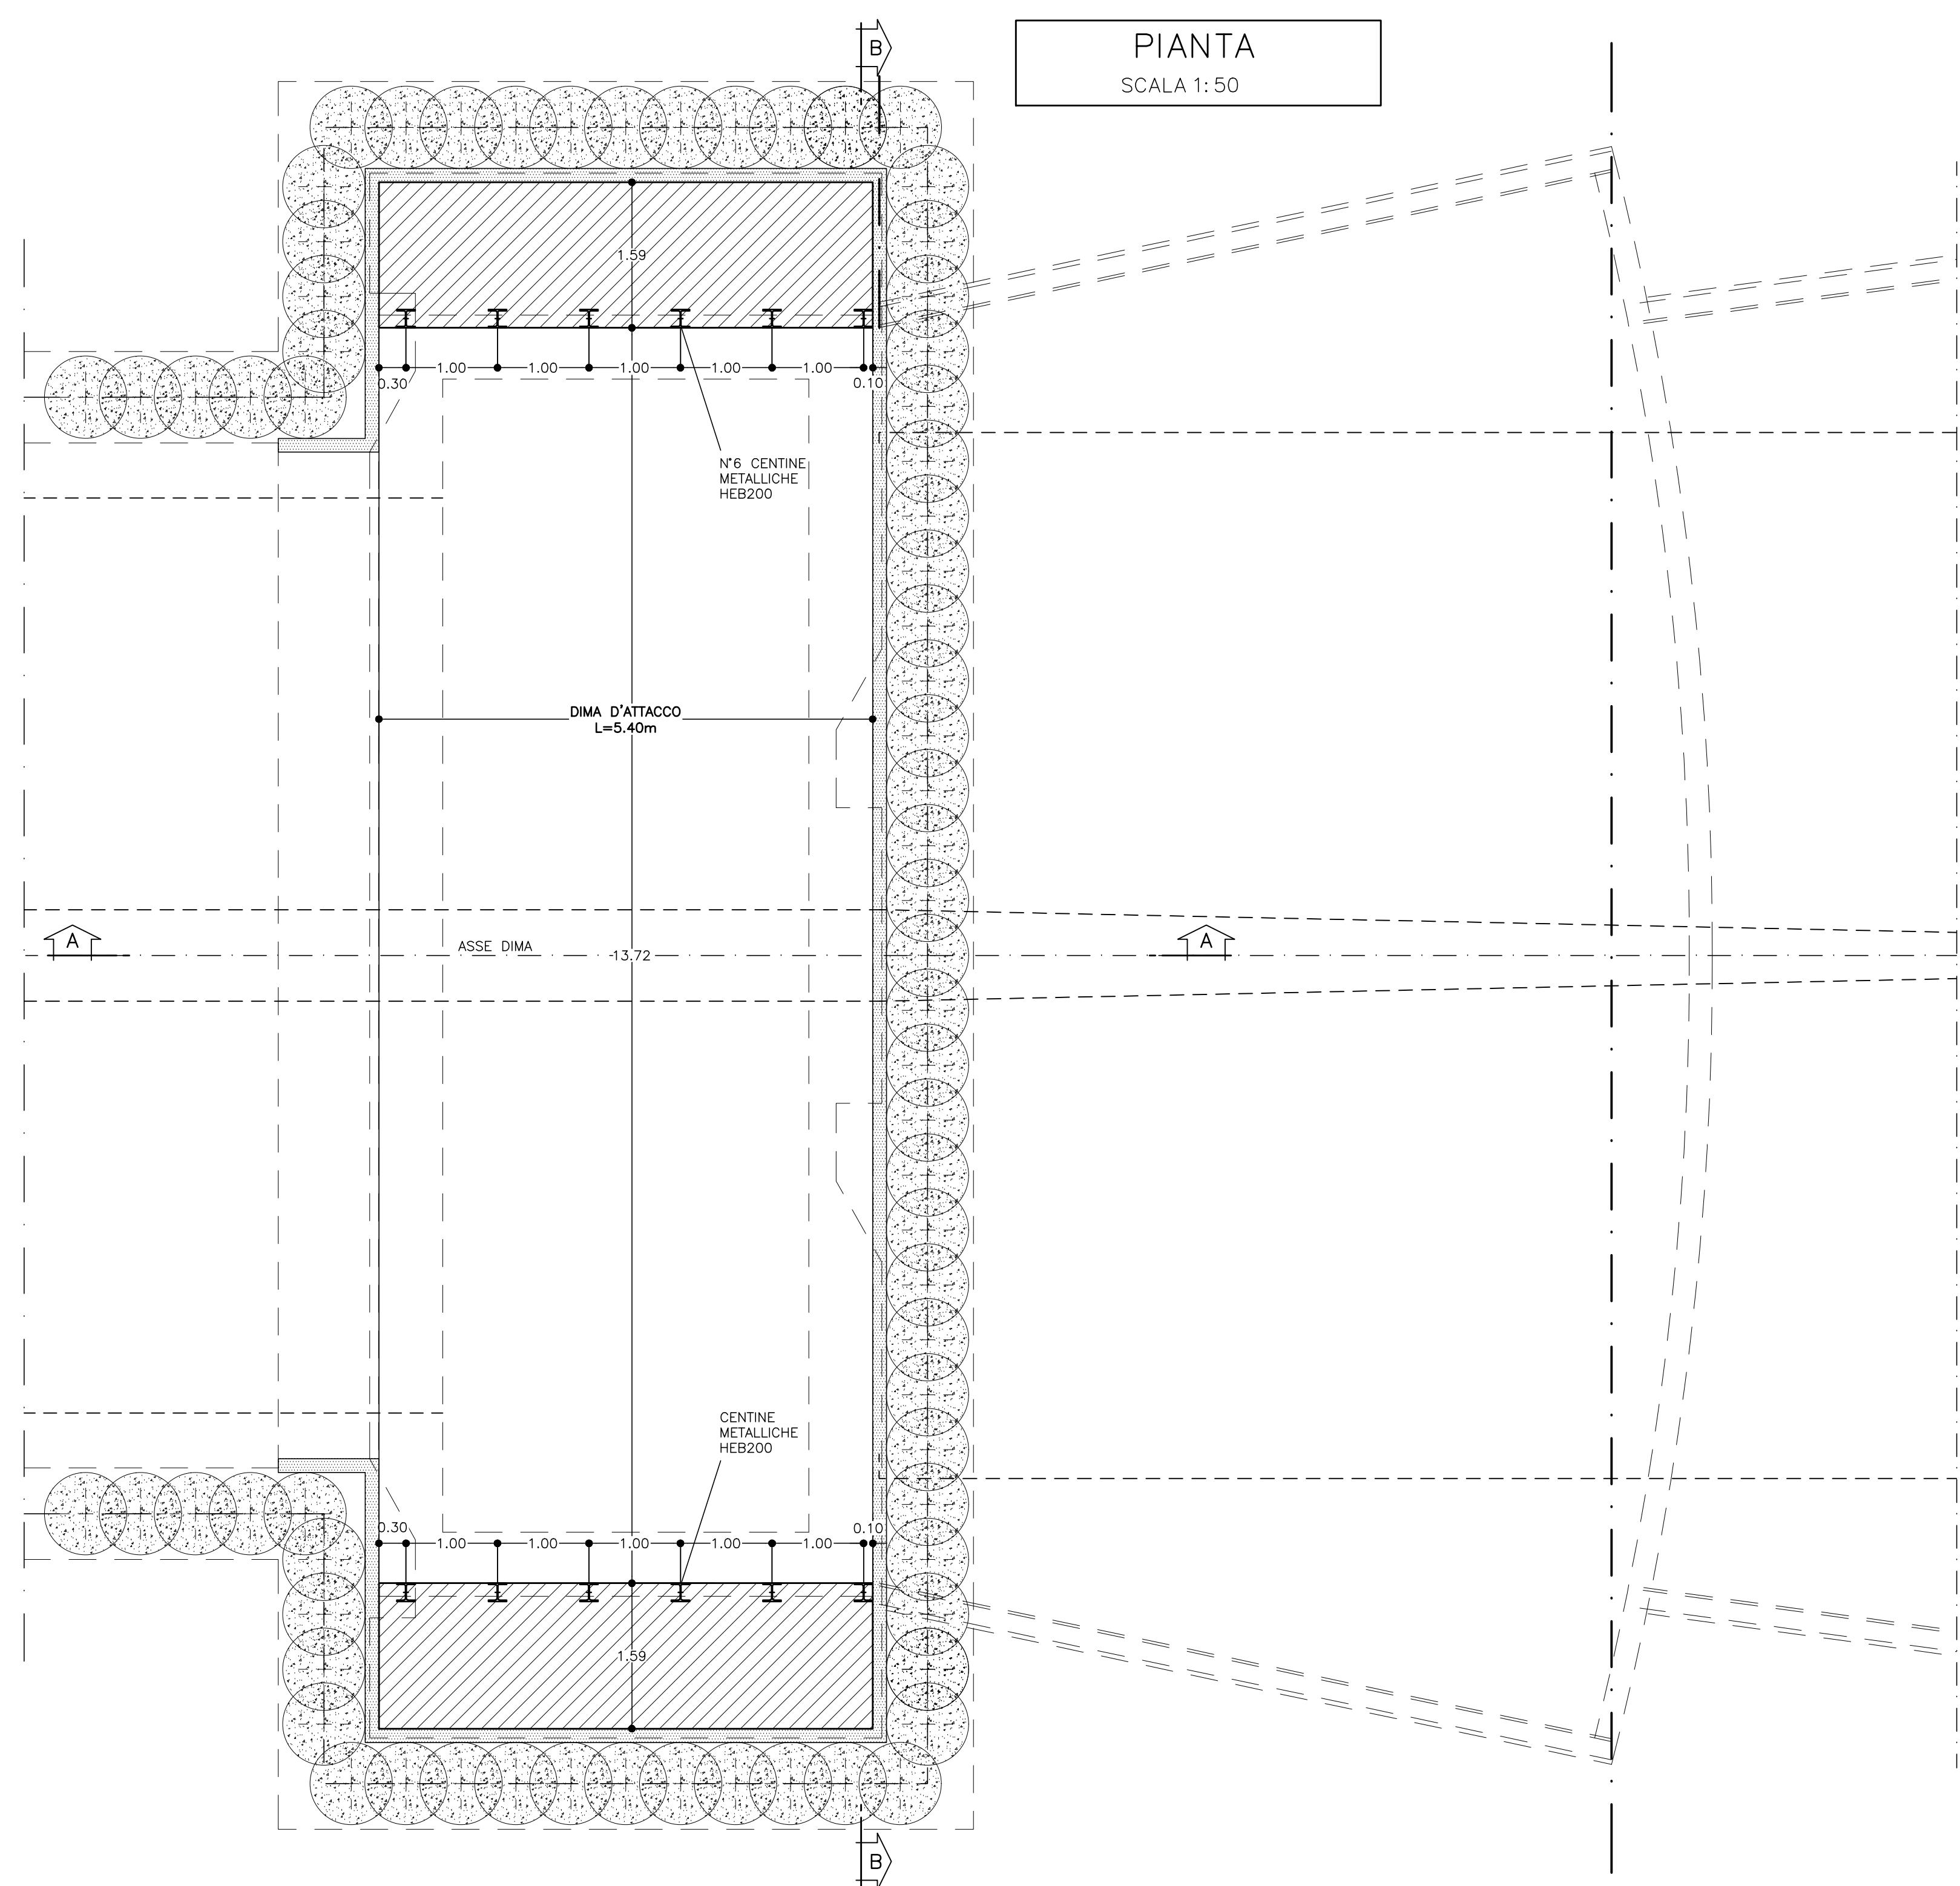 B
PIANTA
SCALA 1:50
1.59
1.00 1.00 1.00 1.00 1.00
0.30 0.10
N°6 CENTINE
METALLICHE
HEB200
DIMA D'ATTACCO
L=5.40m
A
ASSE DIMA
13.72
A
CENTINE
METALLICHE
HEB200
0.30 0.10
1.00 1.00 1.00 1.00 1.00
1.59
B